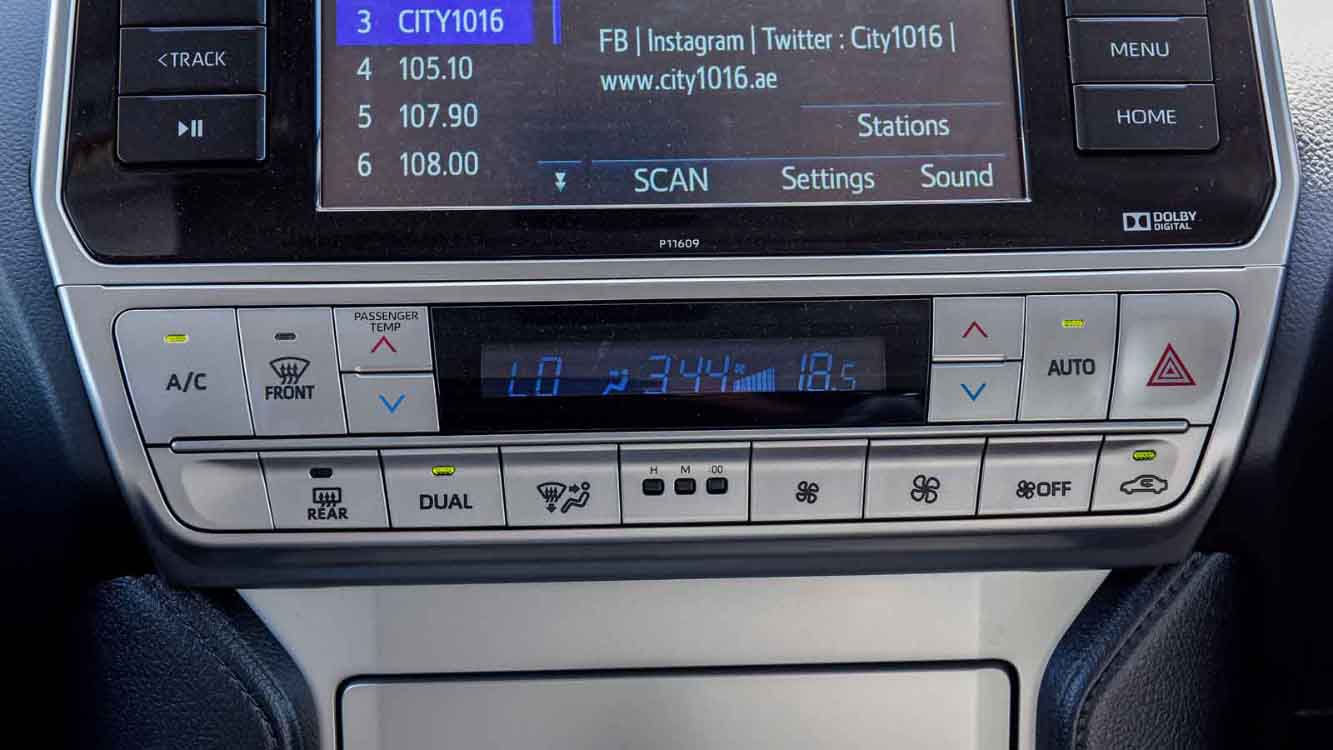 3 CITY1016
4 105.10
5 107.90
6 108.00
FB | Instagram | Twitter : City1016 |
www.city1016.ae
Stations
SCAN Settings Sound
<TRACK
MENU
HOME
DOLBY
DIGITAL
P11609
A/C
FRONT
PASSENGER
TEMP
LO 3:44 18.5
AUTO
REAR
DUAL
H M :00
OFF